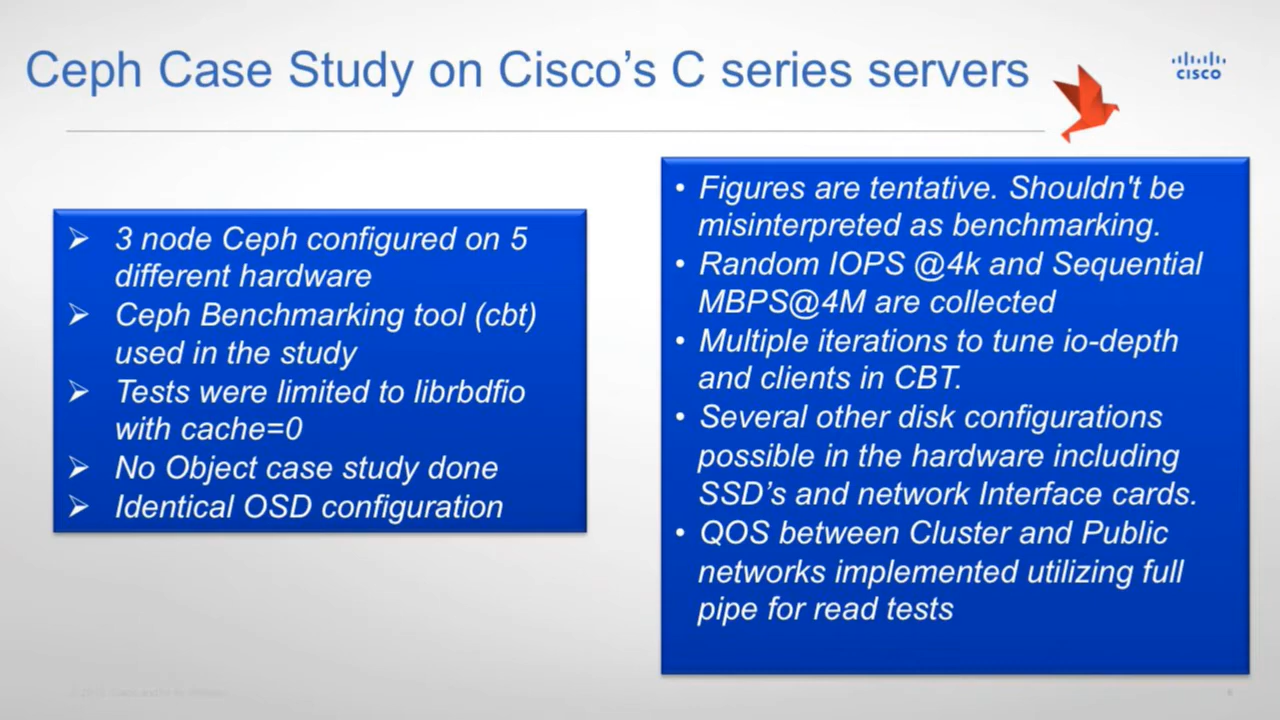 Ceph Case Study on Cisco's C series servers
CISCO
3 node Ceph configured on 5
different hardware
Ceph Benchmarking tool (cbt)
used in the study
Tests were limited to librbdfio
with cache=0
No Object case study done
Identical OSD configuration
• Figures are tentative. Shouldn't be
misinterpreted as benchmarking.
• Random IOPS @4k and Sequential
MBPS@4M are collected
• Multiple iterations to tune io-depth
and clients in CBT.
• Several other disk configurations
possible in the hardware including
SSD's and network Interface cards.
• QOS between Cluster and Public
networks implemented utilizing full
pipe for read tests